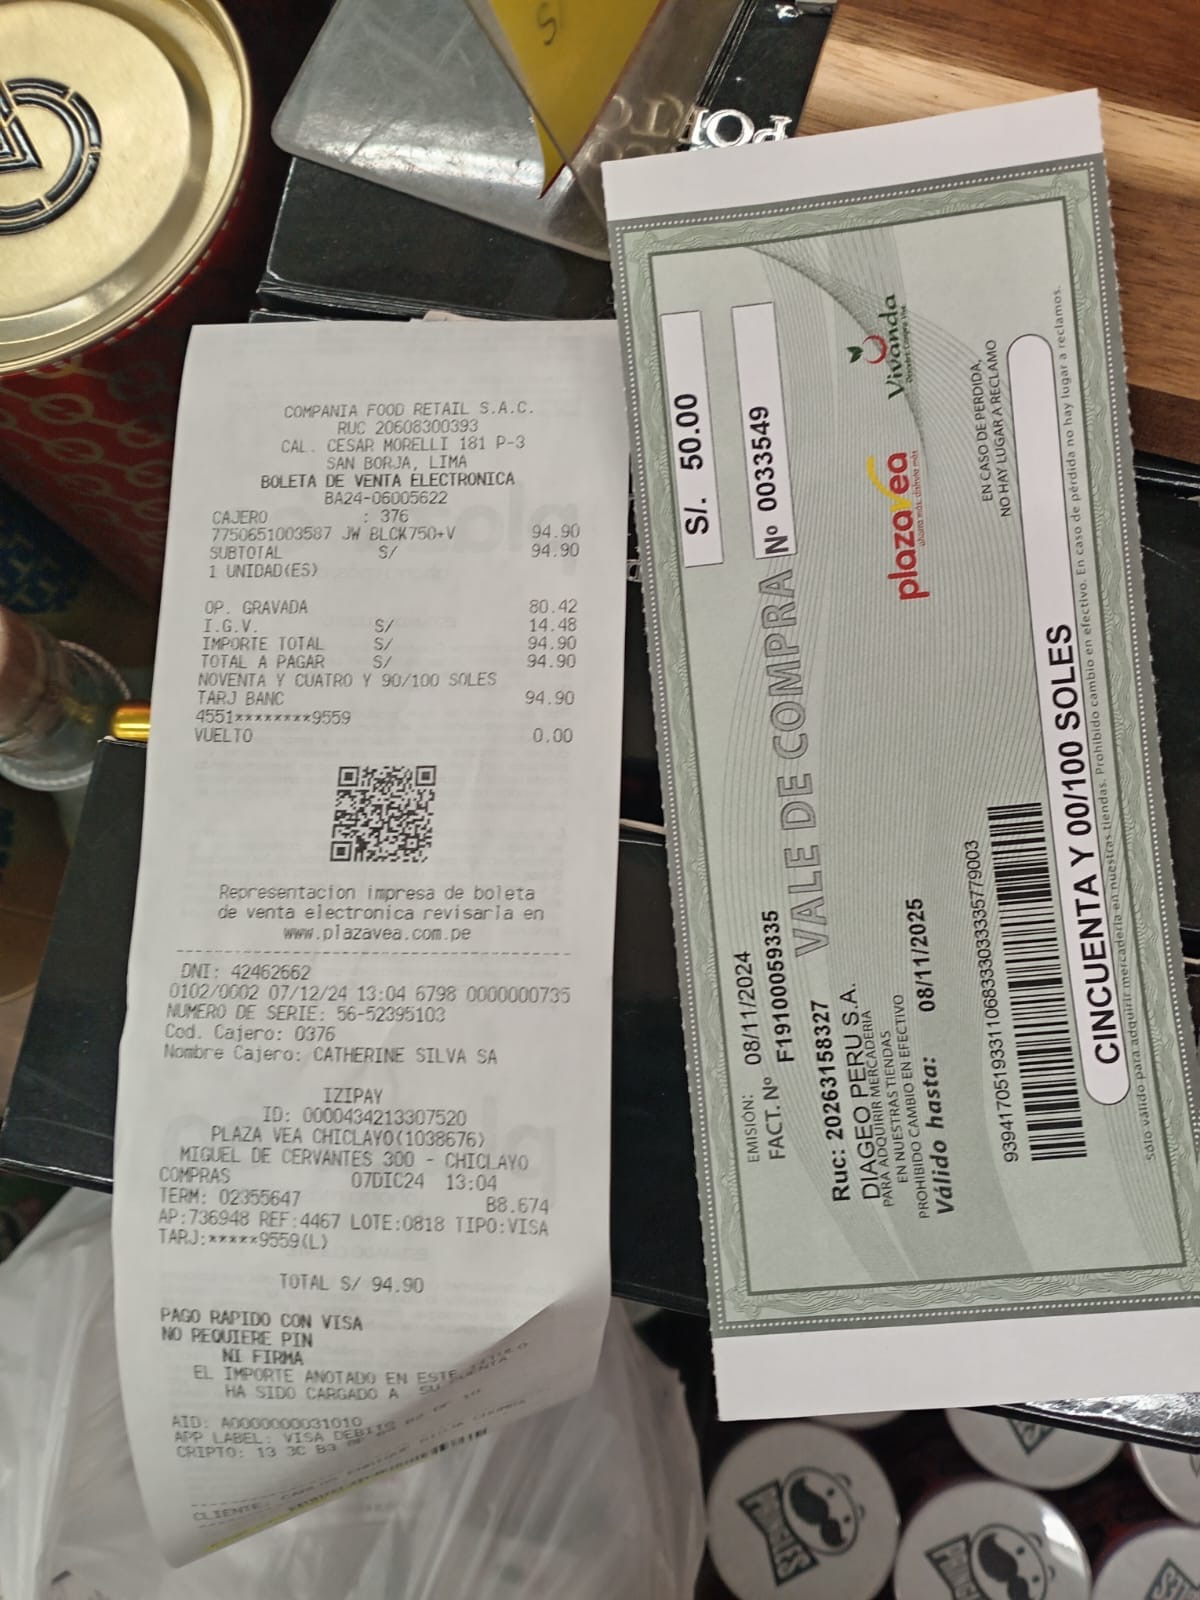 S/
COMPANIA FOOD RETAIL S.A.C.
RUC 20608300393
CAL. CESAR MORELLI 181 P-3
SAN BORJA, LIMA
BOLETA DE VENTA ELECTRONICA
BA24-06005622
CAJERO : 376
7750651003587 JW BLCK750+V 94.90
SUBTOTAL S/ 94.90
1 UNIDAD(ES)
OP. GRAVADA 80.42
I.G.V. S/ 14.48
IMPORTE TOTAL S/ 94.90
TOTAL A PAGAR S/ 94.90
NOVENTA Y CUATRO Y 90/100 SOLES
TARJ BANC 94.90
4551********9559
VUELTO 0.00
Representacion impresa de boleta
de venta electronica revisarla en
www.plazavea.com.pe
DNI: 42462662
0102/0002 07/12/24 13:04 6798 0000000735
NUMERO DE SERIE: 56-52395103
Cod. Cajero: 0376
Nombre Cajero: CATHERINE SILVA SA
IZIPAY
ID: 0000434213307520
PLAZA VEA CHICLAYO(1038676)
MIGUEL DE CERVANTES 300 - CHICLAYO
COMPRAS 07DIC24 13:04
TERM: 02355647 B8.674
AP:736948 REF:4467 LOTE:0818 TIPO:VISA
TARJ:*****9559(L)
TOTAL S/ 94.90
PAGO RAPIDO CON VISA
NO REQUIERE PIN
NI FIRMA
EL IMPORTE ANOTADO EN ESTE
HA SIDO CARGADO A SU
AID: A0000000031010
APP LABEL: VISA DEBITO
CRIPTO: 13 3C B3
CLIENTE:
S/. 50.00
VALE DE COMPRA Nº 0033549
EMISIÓN: 08/11/2024
FACT. Nº F19100059335
Ruc: 20263158327
DIAGEO PERU S.A.
PARA ADQUIRIR MERCADERIA
EN NUESTRAS TIENDAS
PROHIBIDO CAMBIO EN EFECTIVO
Válido hasta: 08/11/2025
plazavea
ahorra más, disfruta más
Vivanda
EN CASO DE PERDIDA,
NO HAY LUGAR A RECLAMO
93941705193311068333033335779003
CINCUENTA Y 00/100 SOLES
Sólo válido para adquirir mercadería en nuestras tiendas. Prohibido cambio en efectivo. En caso de pérdida no hay lugar a reclamos.
PRINGLES